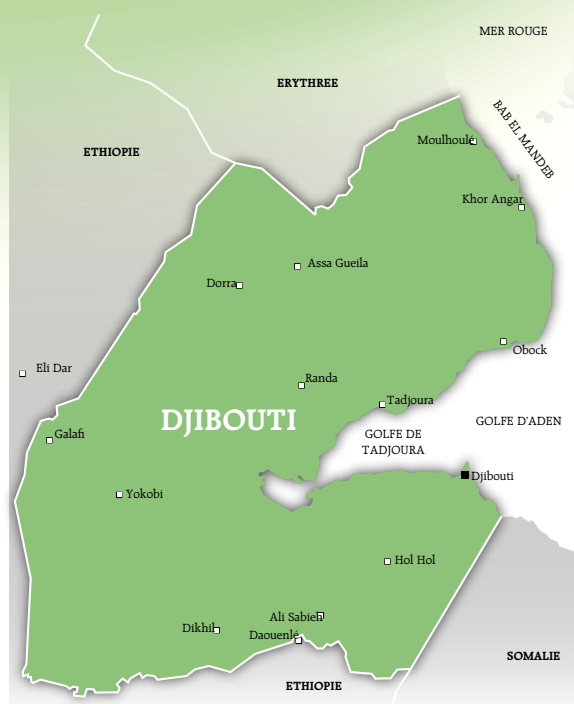 MER ROUGE
ERYTHREE
BAB EL MANDEB
Moulhoulé
ETHIOPIE
Khor Angar
Assa Gueila
Dorra
Obock
Eli Dar
Randa
Tadjoura
DJIBOUTI
GOLFE D'ADEN
Galafi
GOLFE DE
TADJOURA
Djibouti
Yokobi
Hol Hol
Ali Sabieh
Dikhil
Daouenlé
SOMALIE
ETHIOPIE